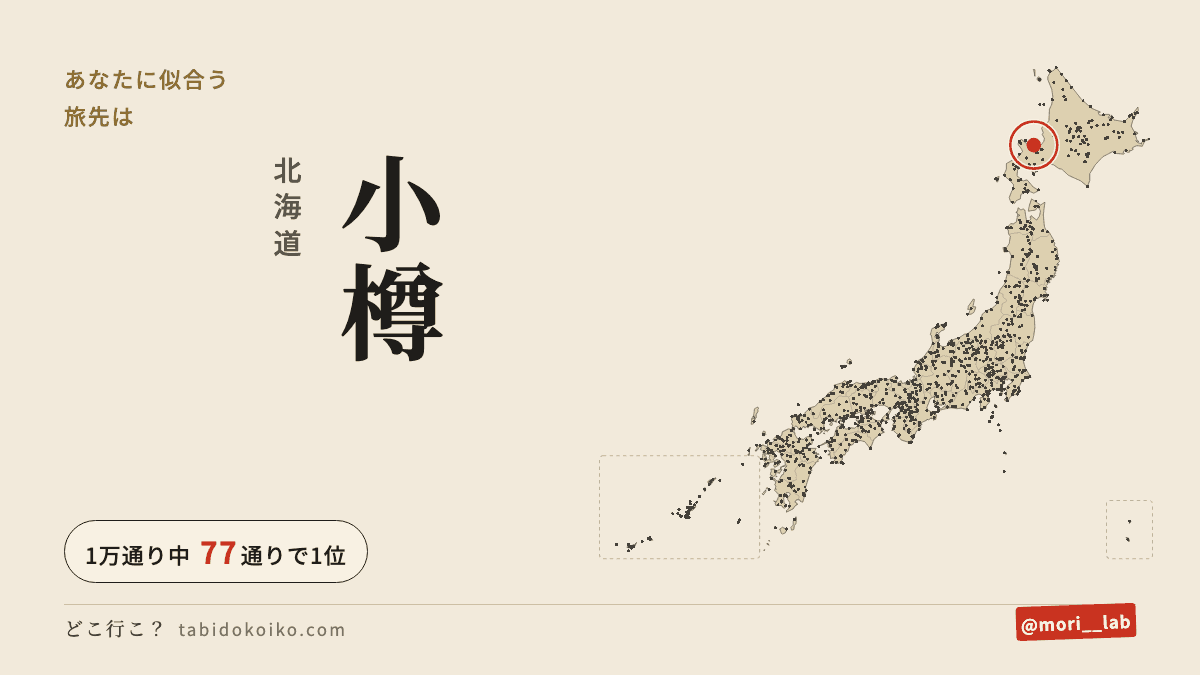 あなたに似合う
旅先は
小樽
北海道
1万通り中 77通りで1位
どこ行こ？ tabidokoiko.com
@mori__lab